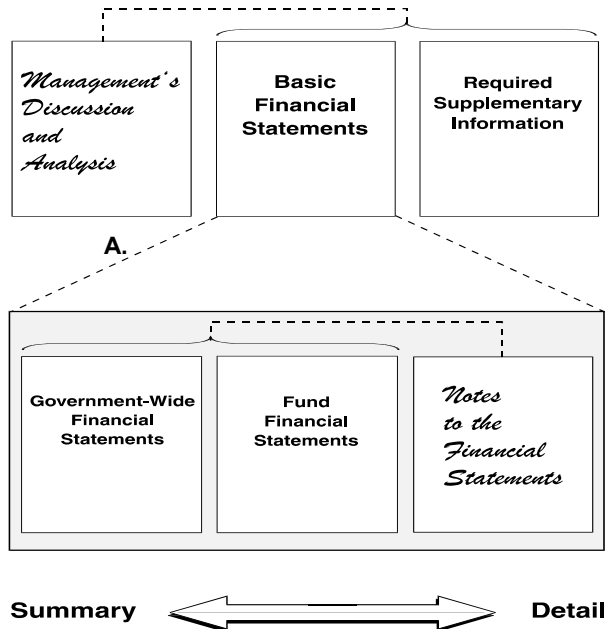 Management's
Discussion
and
Analysis
Basic
Financial
Statements
Required
Supplementary
Information
A.
Government-Wide
Financial
Statements
Fund
Financial
Statements
Notes
to the
Financial
Statements
Summary
Detail